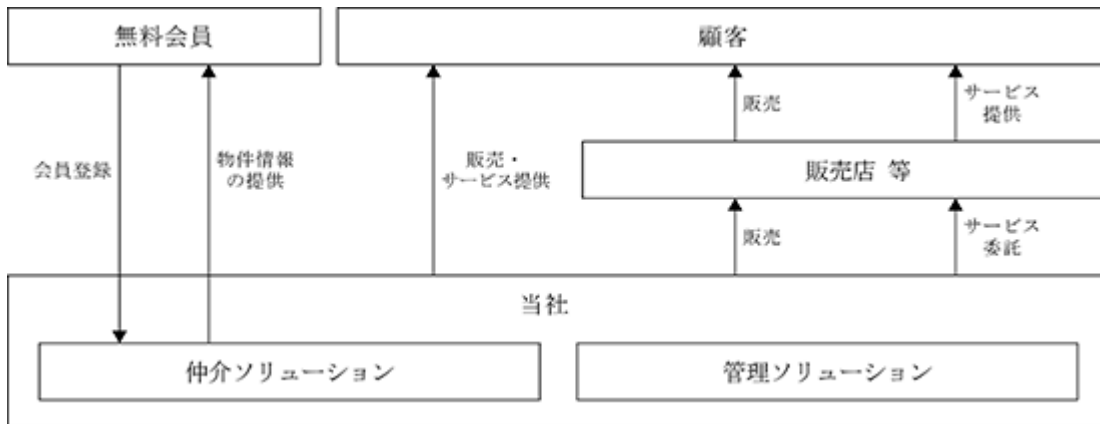 無料会員
顧客
会員登録
物件情報
の提供
販売・
サービス提供
販売
サービス
提供
販売店 等
販売
サービス
委託
当社
仲介ソリューション
管理ソリューション